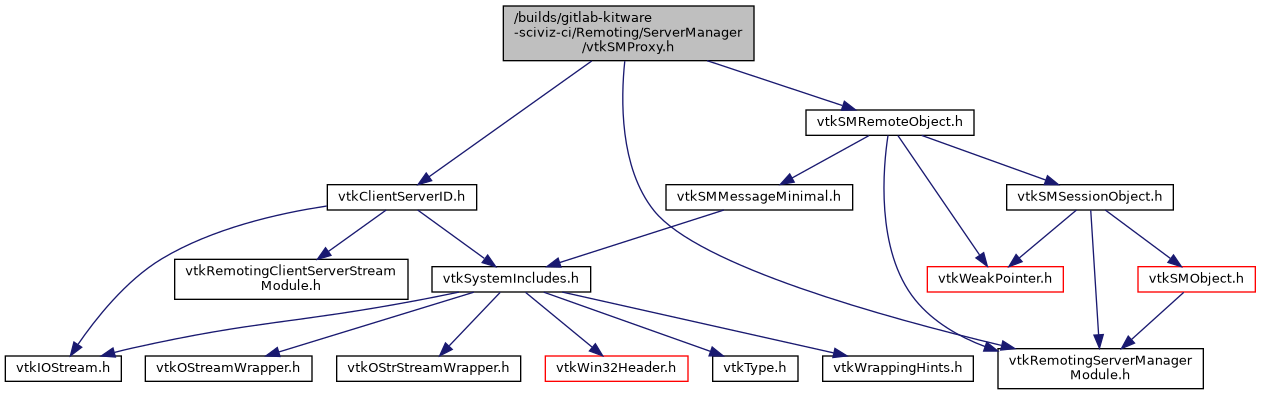 /builds/gitlab-kitware
-sciviz-ci/Remoting/ServerManager
/vtkSMProxy.h
vtkSMRemoteObject.h
vtkClientServerID.h
vtkSMMessageMinimal.h
vtkSMSessionObject.h
vtkRemotingClientServerStream
Module.h
vtkSystemIncludes.h
vtkWeakPointer.h
vtkSMObject.h
vtkIOStream.h
vtkOStreamWrapper.h
vtkOStrStreamWrapper.h
vtkWin32Header.h
vtkType.h
vtkWrappingHints.h
vtkRemotingServerManager
Module.h